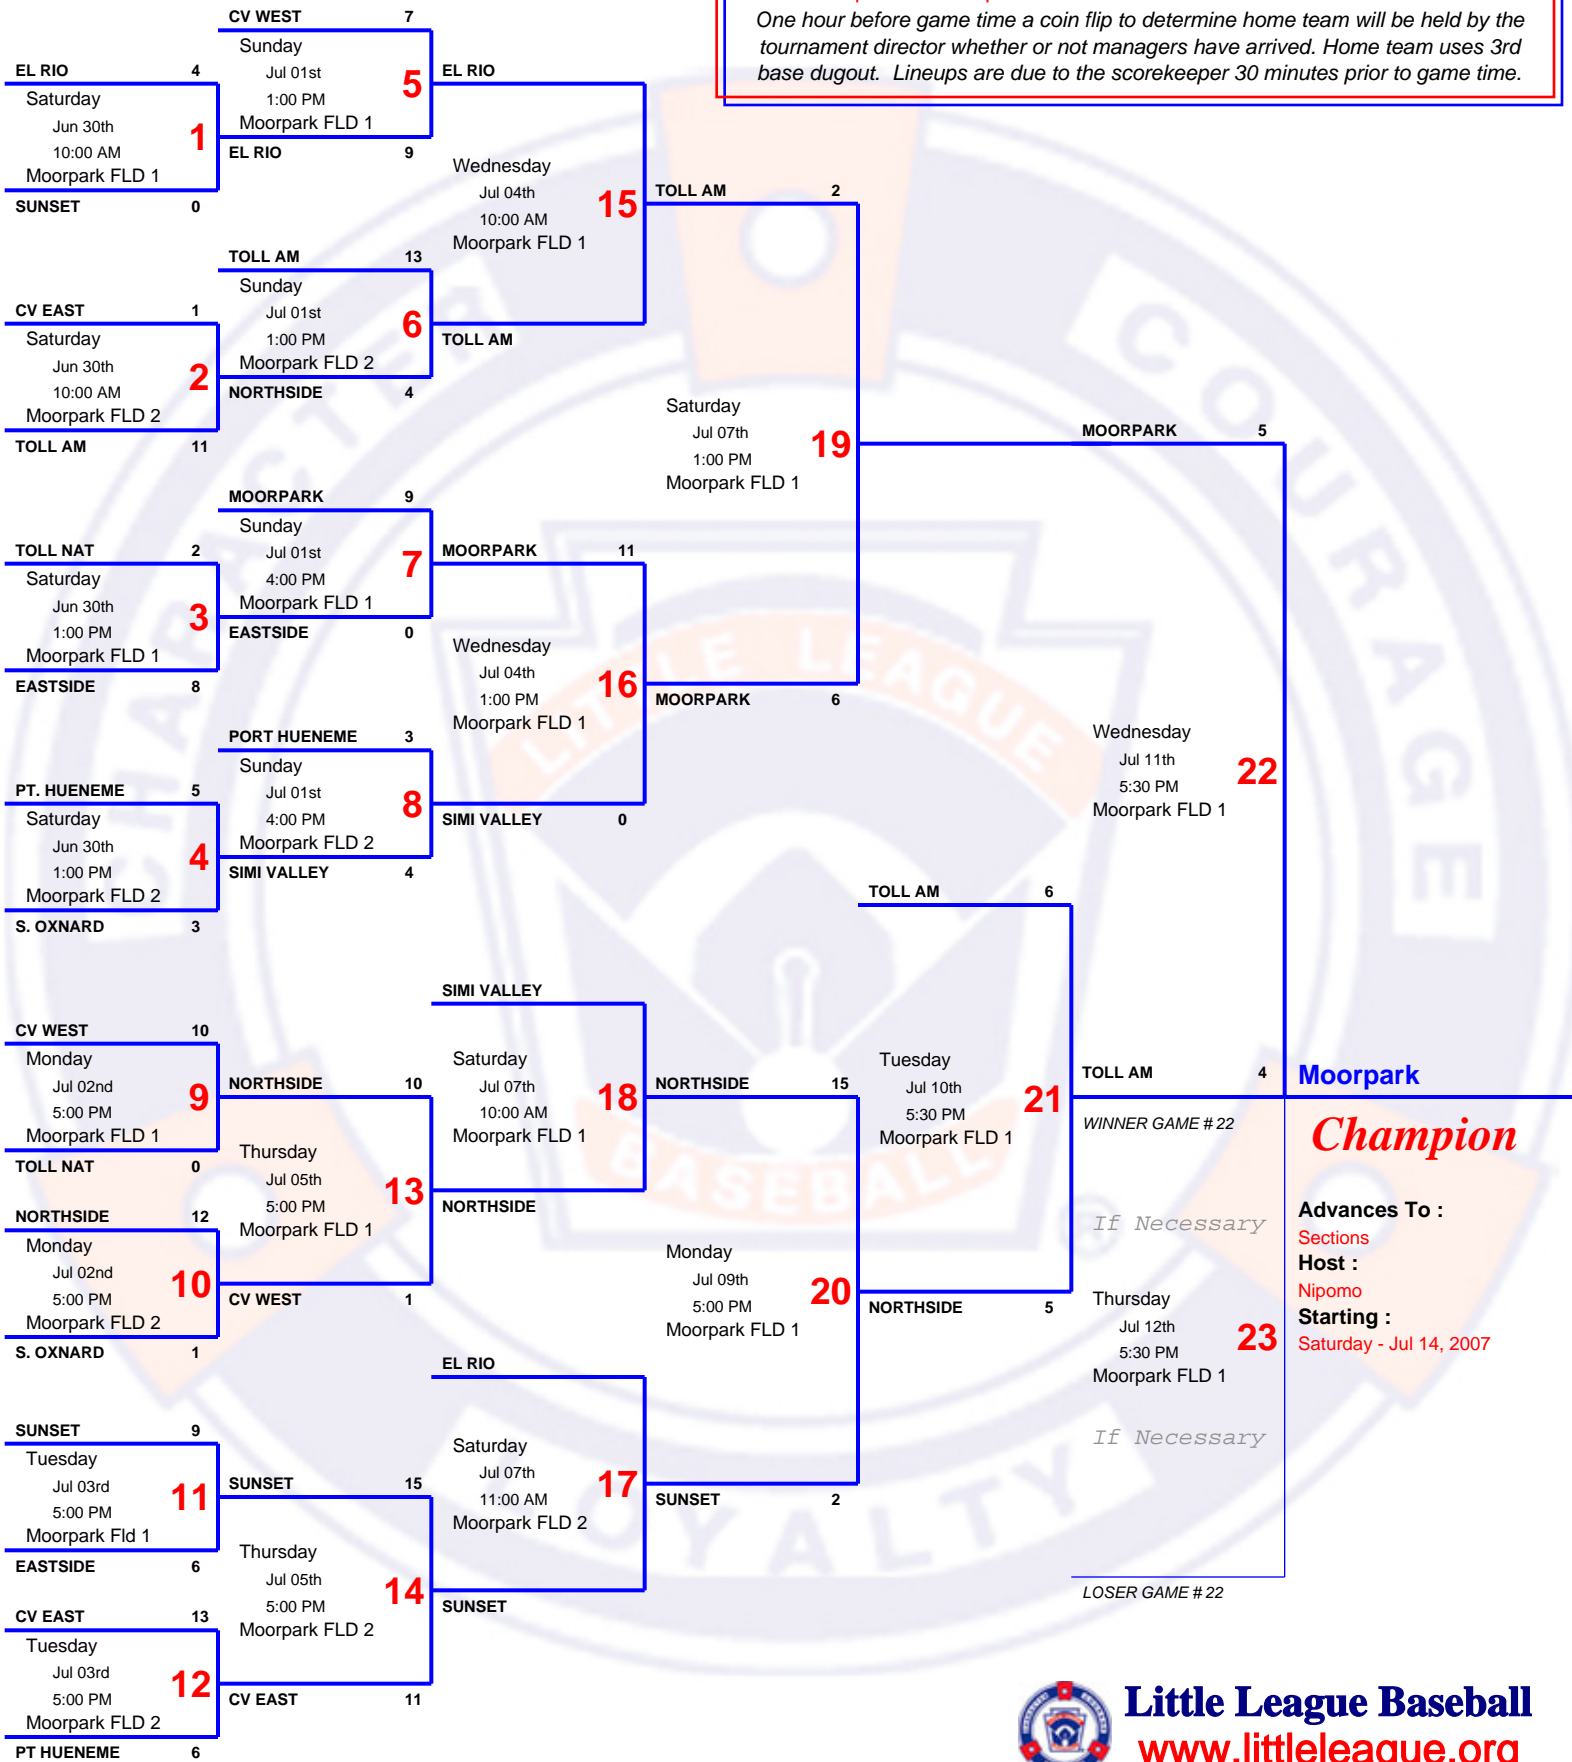 One hour before game time a coin flip to determine home team will be held by the
tournament director whether or not managers have arrived. Home team uses 3rd
base dugout. Lineups are due to the scorekeeper 30 minutes prior to game time.
CV WEST 7
Sunday
Jul 01st
1:00 PM
Moorpark FLD 1
5
EL RIO 9
EL RIO 4
Saturday
Jun 30th
10:00 AM
Moorpark FLD 1
1
SUNSET 0
EL RIO
Wednesday
Jul 04th
10:00 AM
Moorpark FLD 1
15
TOLL AM
TOLL AM 13
Sunday
Jul 01st
1:00 PM
Moorpark FLD 2
6
NORTHSIDE 4
CV EAST 1
Saturday
Jun 30th
10:00 AM
Moorpark FLD 2
2
TOLL AM 11
TOLL AM 2
Saturday
Jul 07th
1:00 PM
Moorpark FLD 1
19
MOORPARK 6
MOORPARK 9
Sunday
Jul 01st
4:00 PM
Moorpark FLD 1
7
EASTSIDE 0
TOLL NAT 2
Saturday
Jun 30th
1:00 PM
Moorpark FLD 1
3
EASTSIDE 8
MOORPARK 11
Wednesday
Jul 04th
1:00 PM
Moorpark FLD 1
16
SIMI VALLEY 0
PORT HUENEME 3
Sunday
Jul 01st
4:00 PM
Moorpark FLD 2
8
SIMI VALLEY 4
PT. HUENEME 5
Saturday
Jun 30th
1:00 PM
Moorpark FLD 2
4
S. OXNARD 3
MOORPARK 5
Wednesday
Jul 11th
5:30 PM
Moorpark FLD 1
22
TOLL AM 4
CV WEST 10
Monday
Jul 02nd
5:00 PM
Moorpark FLD 1
9
TOLL NAT 0
NORTHSIDE 10
Thursday
Jul 05th
5:00 PM
Moorpark FLD 1
13
CV WEST 1
NORTHSIDE 12
Monday
Jul 02nd
5:00 PM
Moorpark FLD 2
10
S. OXNARD 1
SIMI VALLEY
Saturday
Jul 07th
10:00 AM
Moorpark FLD 1
18
NORTHSIDE
NORTHSIDE 15
Monday
Jul 09th
5:00 PM
Moorpark FLD 1
20
SUNSET 2
TOLL AM 6
Tuesday
Jul 10th
5:30 PM
Moorpark FLD 1
21
NORTHSIDE 5
EL RIO
Saturday
Jul 07th
11:00 AM
Moorpark FLD 2
17
SUNSET
SUNSET 9
Tuesday
Jul 03rd
5:00 PM
Moorpark Fld 1
11
EASTSIDE 6
SUNSET 15
Thursday
Jul 05th
5:00 PM
Moorpark FLD 2
14
CV EAST 11
CV EAST 13
Tuesday
Jul 03rd
5:00 PM
Moorpark FLD 2
12
PT HUENEME 6
WINNER GAME # 22
If Necessary
Thursday
Jul 12th
5:30 PM
Moorpark FLD 1
23
If Necessary
LOSER GAME # 22
Moorpark
Champion
Advances To :
Sections
Host :
Nipomo
Starting :
Saturday - Jul 14, 2007
CHARACTER
COURAGE
LOYALTY
LITTLE LEAGUE
BASEBALL
®
Little League Baseball
www.littleleague.org